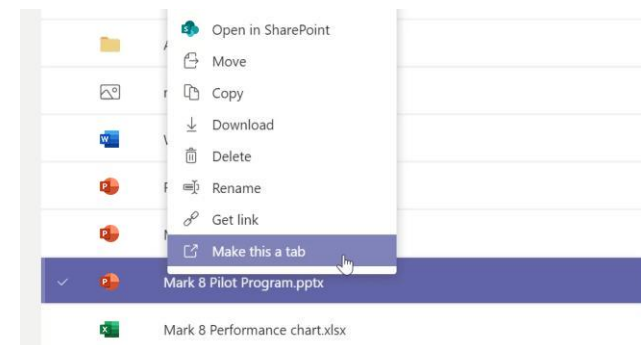 Open in SharePoint
Move
Copy
Download
Delete
Rename
Get link
Make this a tab
Mark 8 Pilot Program.pptx
Mark 8 Performance chart.xlsx